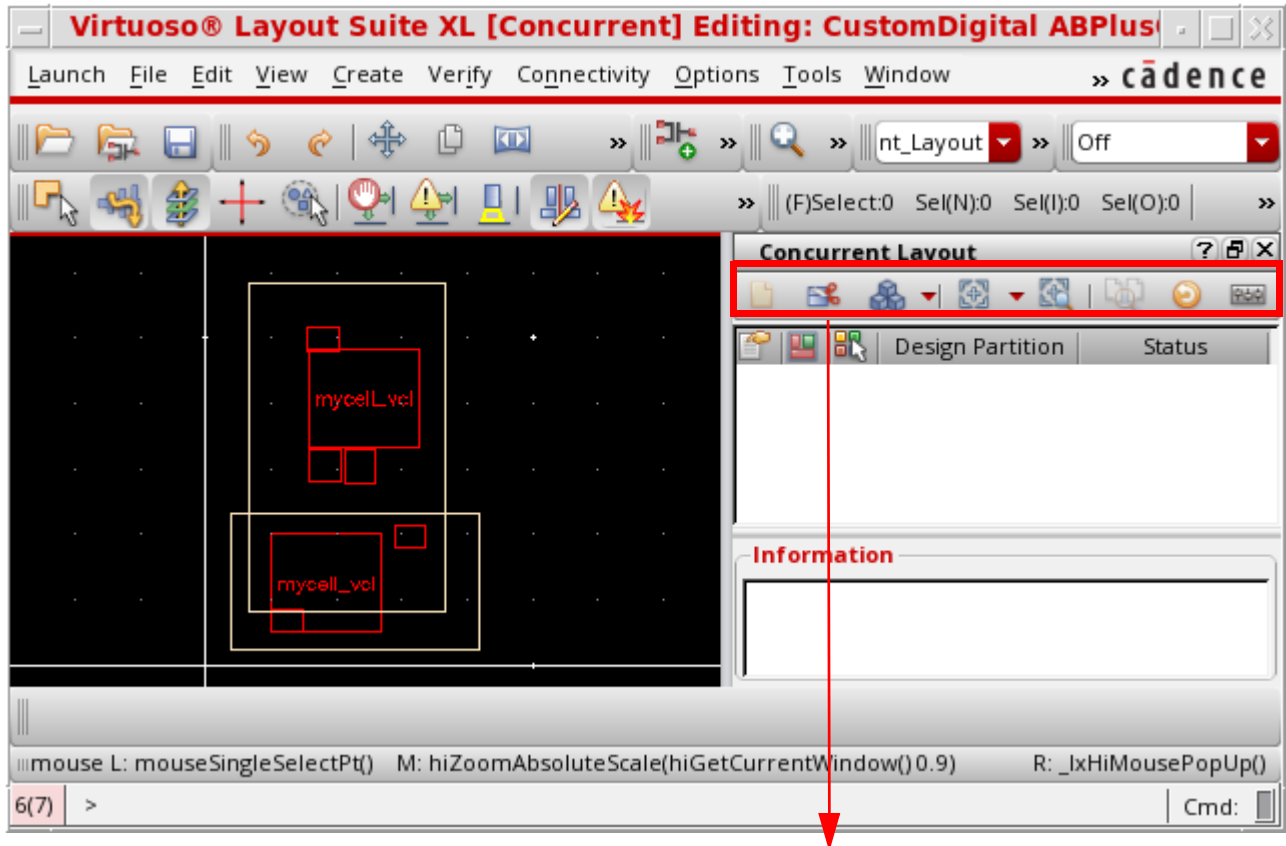 Virtuoso® Layout Suite XL [Concurrent] Editing: CustomDigital ABPlus
Launch File Edit View Create Verify Connectivity Options Tools Window » cādence
» » » nt_Layout » Off
» (F)Select:0 Sel(N):0 Sel(I):0 Sel(O):0 »
Concurrent Layout
Design Partition Status
mycell_vcl
Information
mycell_vcl
mouse L: mouseSingleSelectPt() M: hiZoomAbsoluteScale(hiGetCurrentWindow() 0.9) R: _lxHiMousePopUp()
6(7) > Cmd: